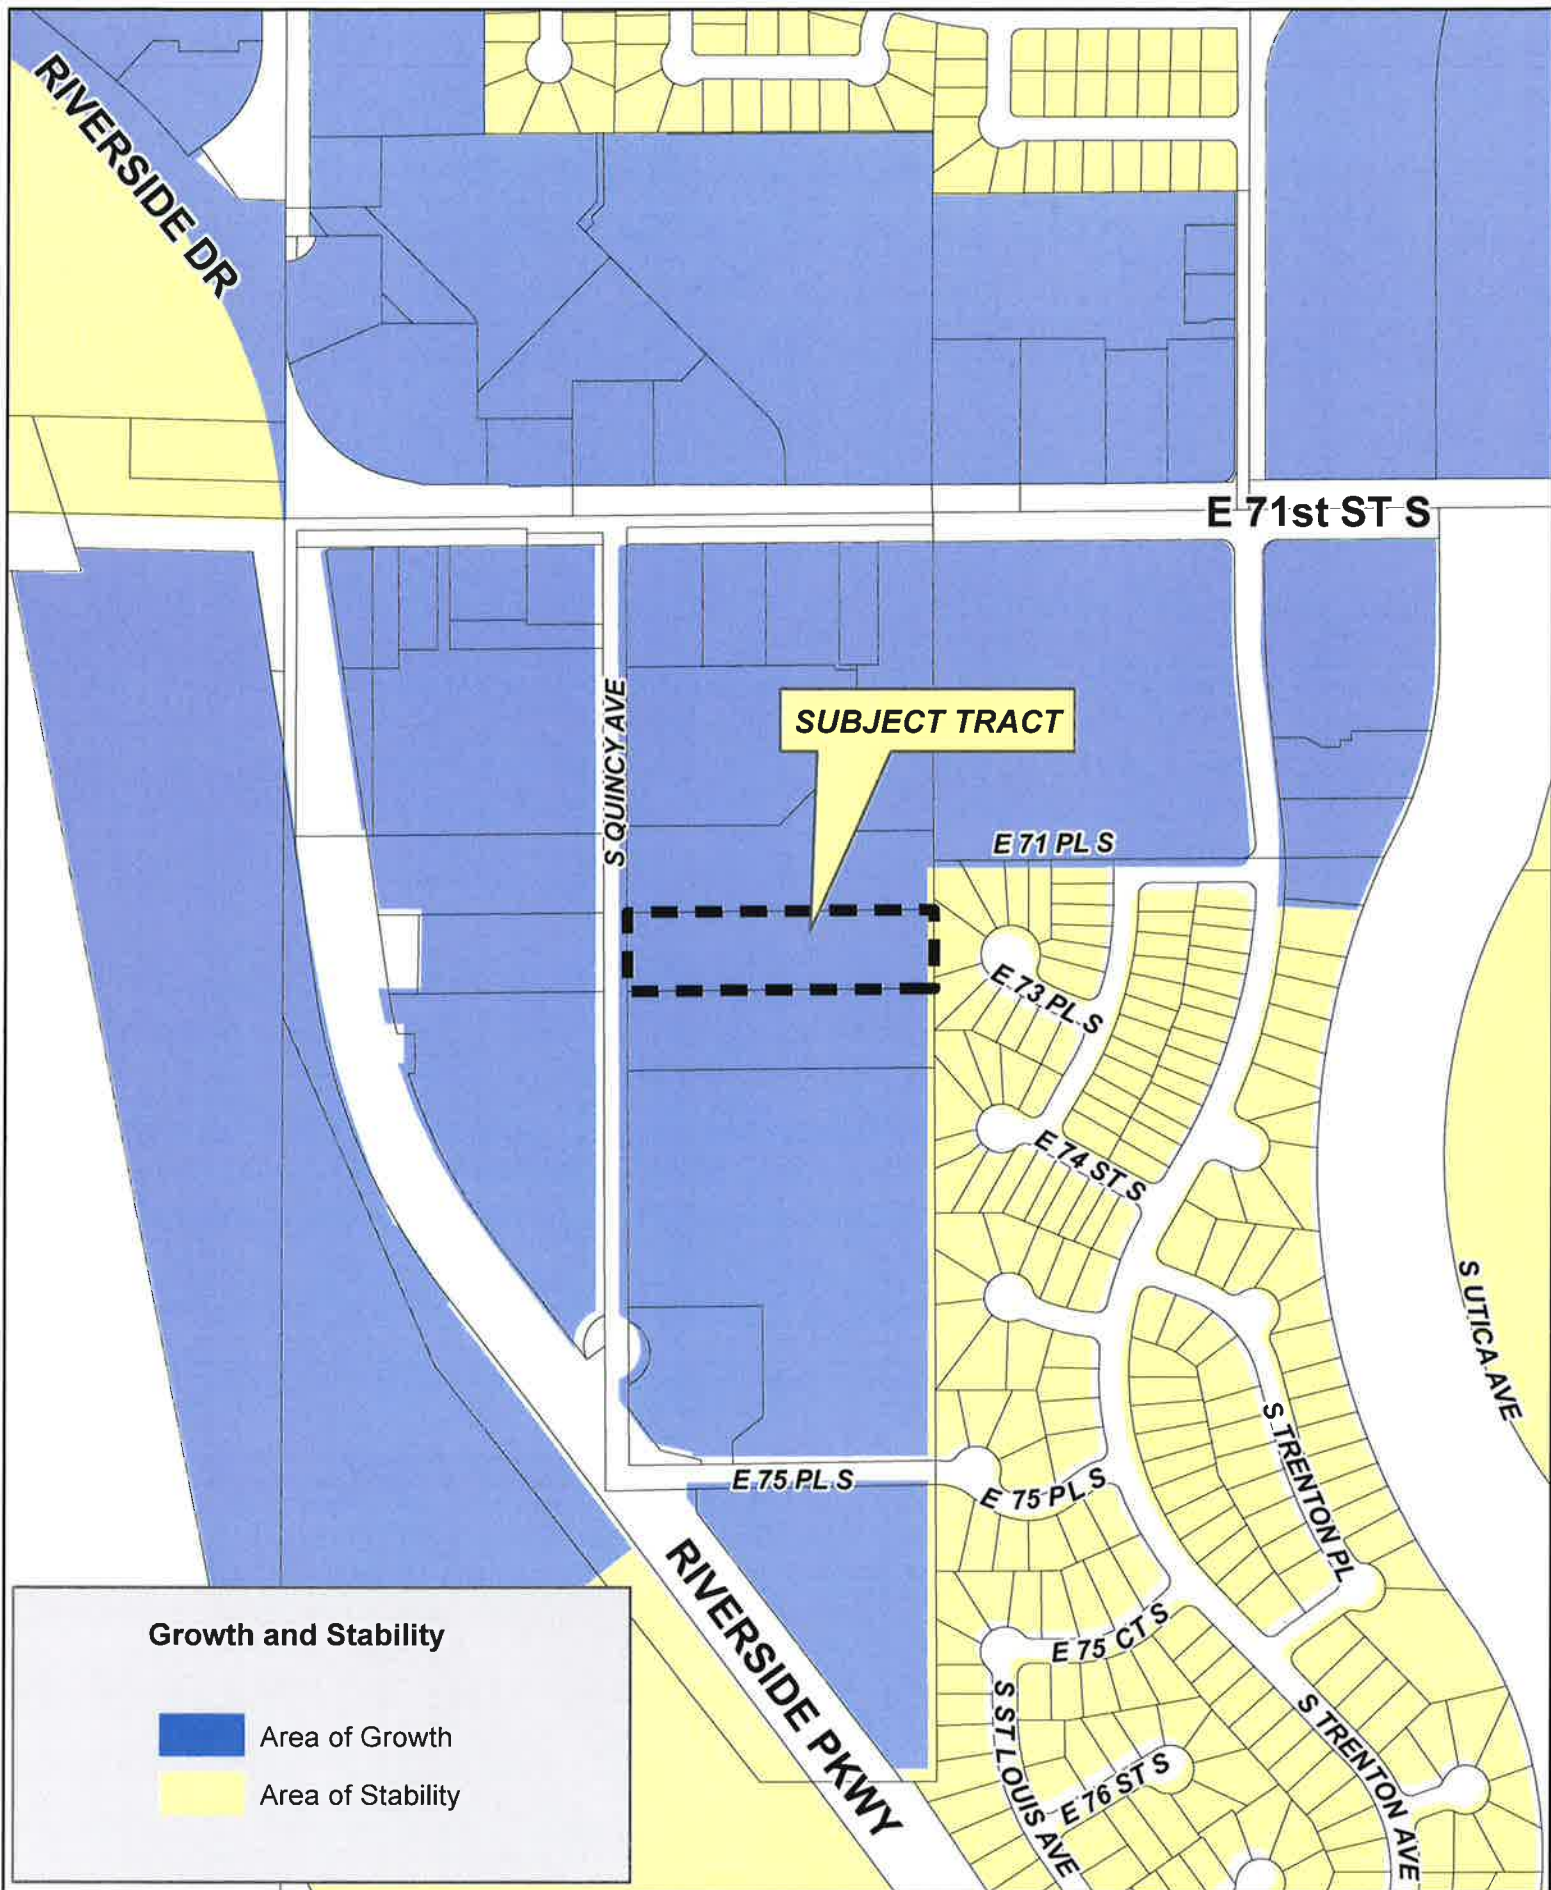 RIVERSIDE DR
E 71st ST S
S QUINCY AVE
SUBJECT TRACT
E 71 PL S
E 73 PL S
E 74 ST S
S UTICA AVE
S TRENTON PL
E 75 PL S
E 75 PL S
RIVERSIDE PKWY
E 75 CT S
S ST LOUIS AVE
E 76 ST S
S TRENTON AVE
Growth and Stability
Area of Growth
Area of Stability